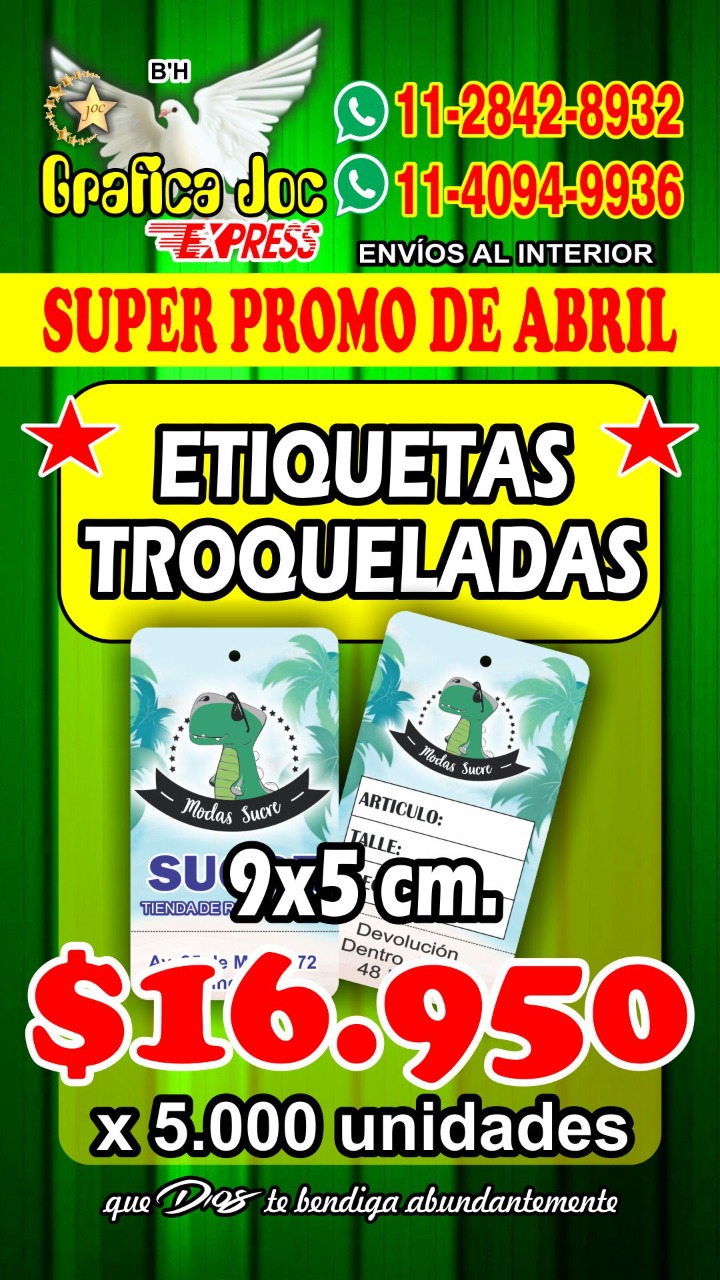 B'H
JOC
Grafica Joc
EXPRESS
11-2842-8932
11-4094-9936
ENVÍOS AL INTERIOR
SUPER PROMO DE ABRIL
ETIQUETAS
TROQUELADAS
Modas Sucre
TIENDA DE
Modas Sucre
ARTICULO:
TALLE:
Devolución
Dentro
48
9x5 cm.
$16.950
x 5.000 unidades
que Dios te bendiga abundantemente